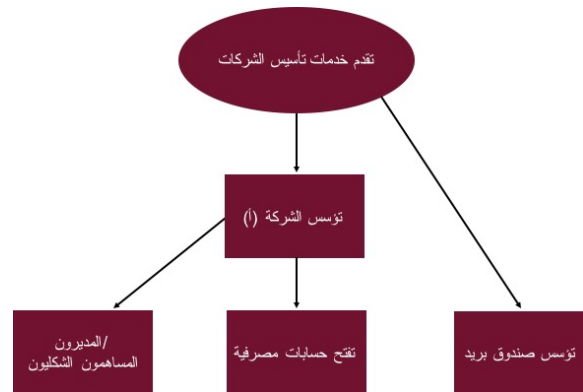 تقدم خدمات تأسيس الشركات
تؤسس الشركة (أ)
تؤسس صندوق بريد
تفتح حسابات مصرفية
المديرون/
المساهمون الشكليون